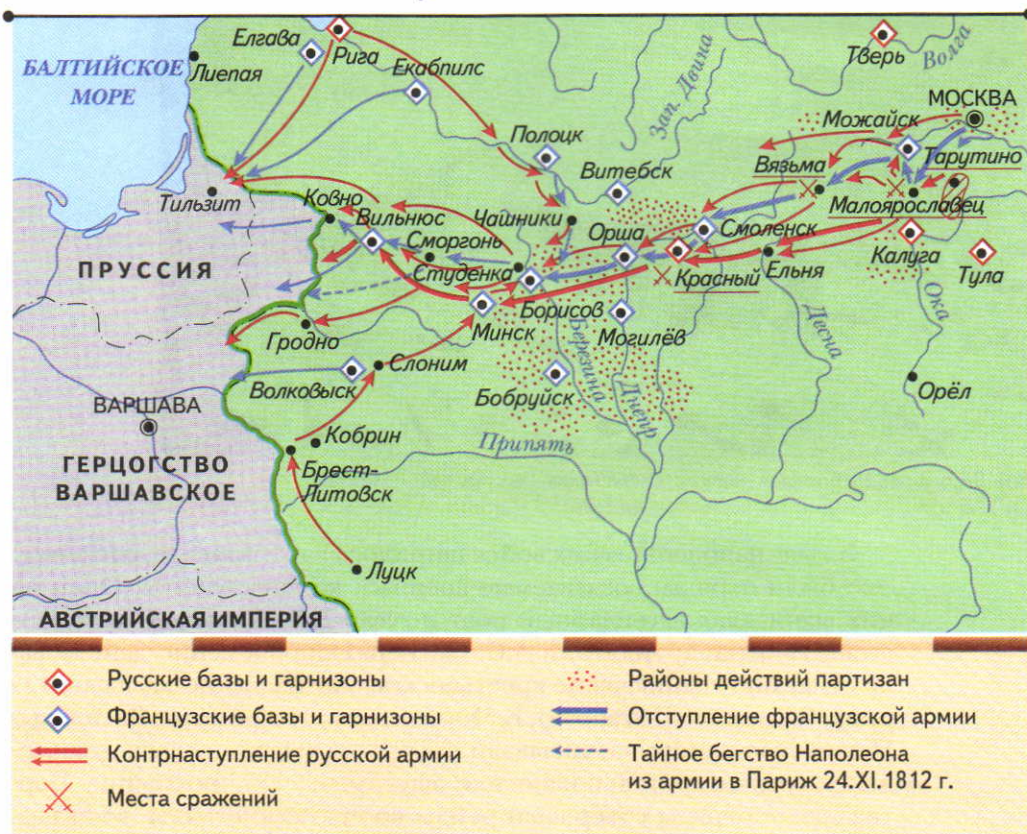 Елгава
Рига
Тверь
Волга
БАЛТИЙСКОЕ
МОРЕ
Лиепая
Екабпилс
Зап. Двина
МОСКВА
Можайск
Полоцк
Тарутино
Витебск
Вязьма
Тильзит
Ковно
Вильнюс
Чашники
Малоярославец
Сморгонь
Орша
Смоленск
ПРУССИЯ
Студенка
Калуга
Тула
Красный
Ельня
Борисов
Минск
Могилёв
Ока
Гродно
Березина
Десна
Слоним
Днепр
Волковыск
Бобруйск
Орёл
ВАРШАВА
Кобрин
Припять
ГЕРЦОГСТВО
ВАРШАВСКОЕ
Брест-
Литовск
Луцк
АВСТРИЙСКАЯ ИМПЕРИЯ
Русские базы и гарнизоны
Французские базы и гарнизоны
Контрнаступление русской армии
Места сражений
Районы действий партизан
Отступление французской армии
Тайное бегство Наполеона
из армии в Париж 24.XI.1812 г.